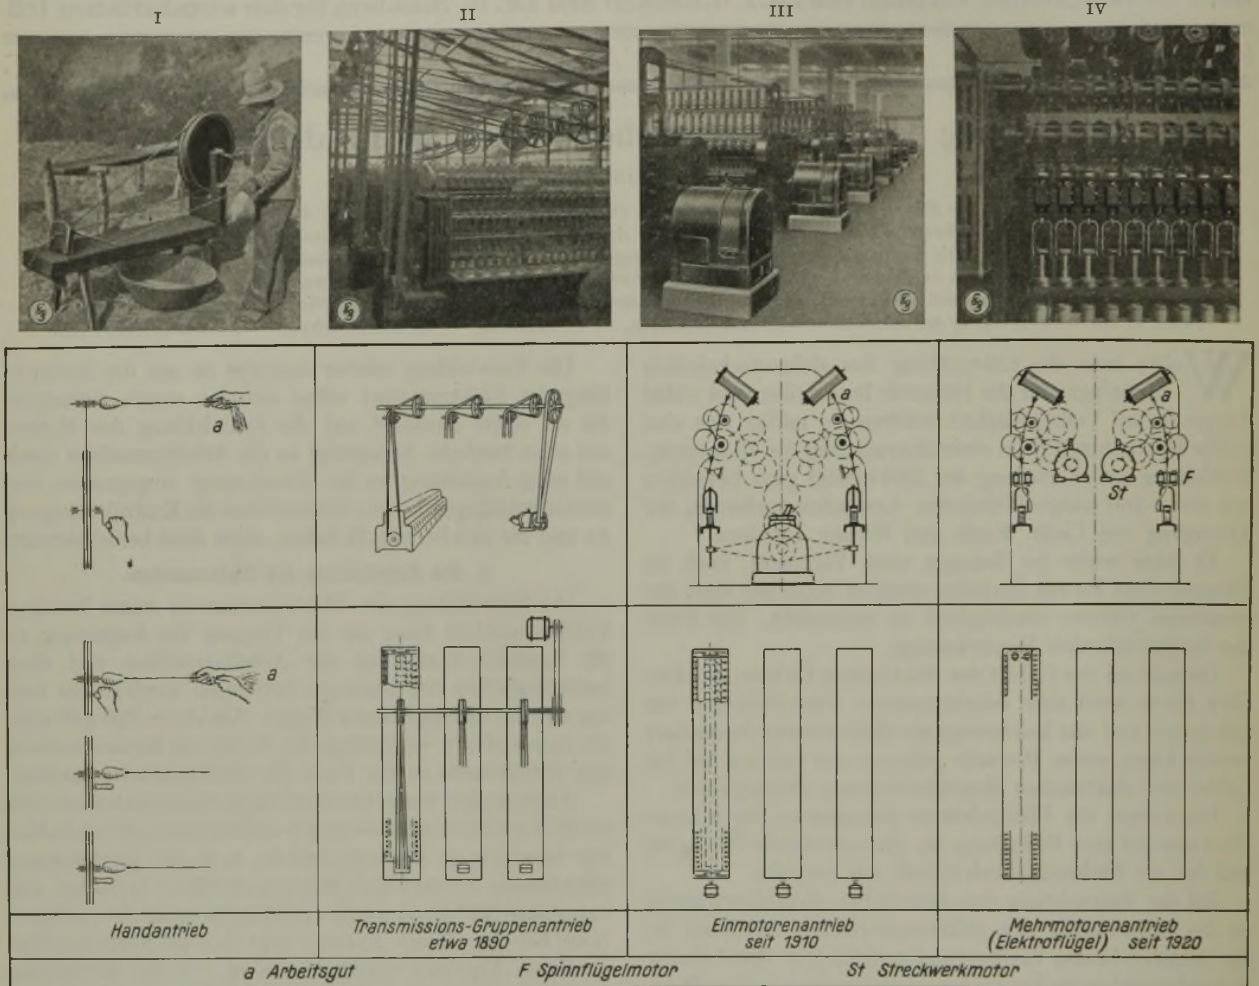 I
II
III
IV
a
a
a
St
F
n
a
Handantrieb
Transmissions-Gruppenantrieb
etwa 1890
Einmotorenantrieb
seit 1910
Mehrmotorenantrieb
(Elektroflügel) seit 1920
a Arbeitsgut
F Spinnflügelmotor
St Streckwerkmotor